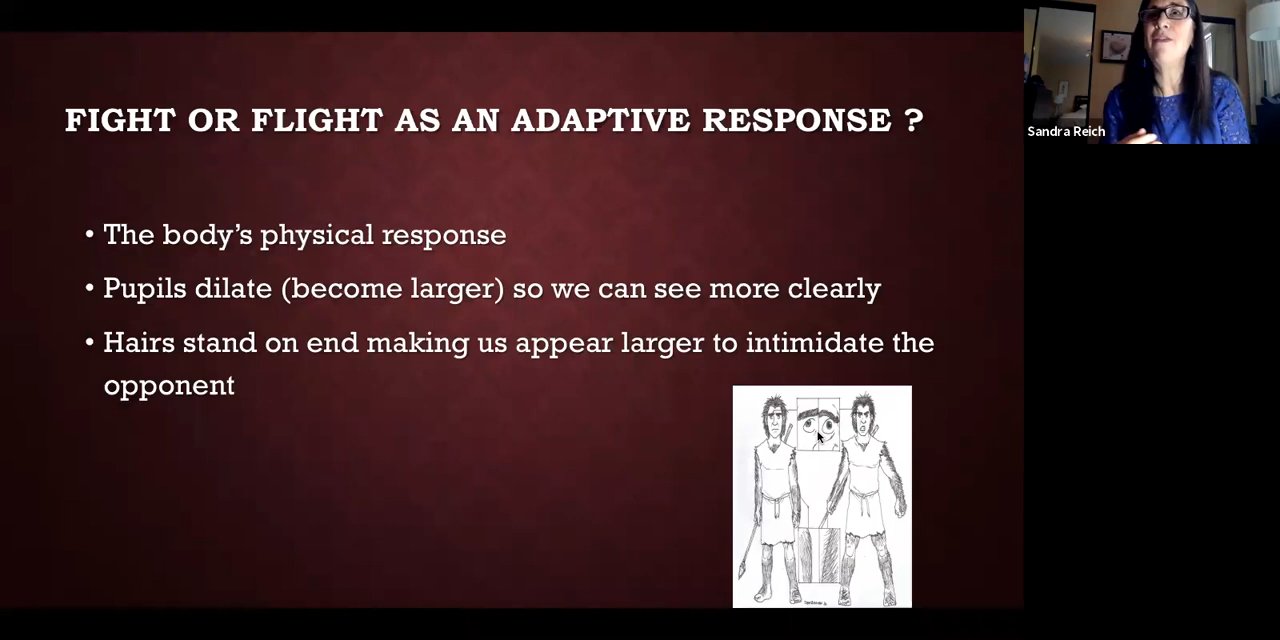 FIGHT OR FLIGHT AS AN ADAPTIVE RESPONSE ?
• The body’s physical response
• Pupils dilate (become larger) so we can see more clearly
• Hairs stand on end making us appear larger to intimidate the
opponent
Sandra Reich